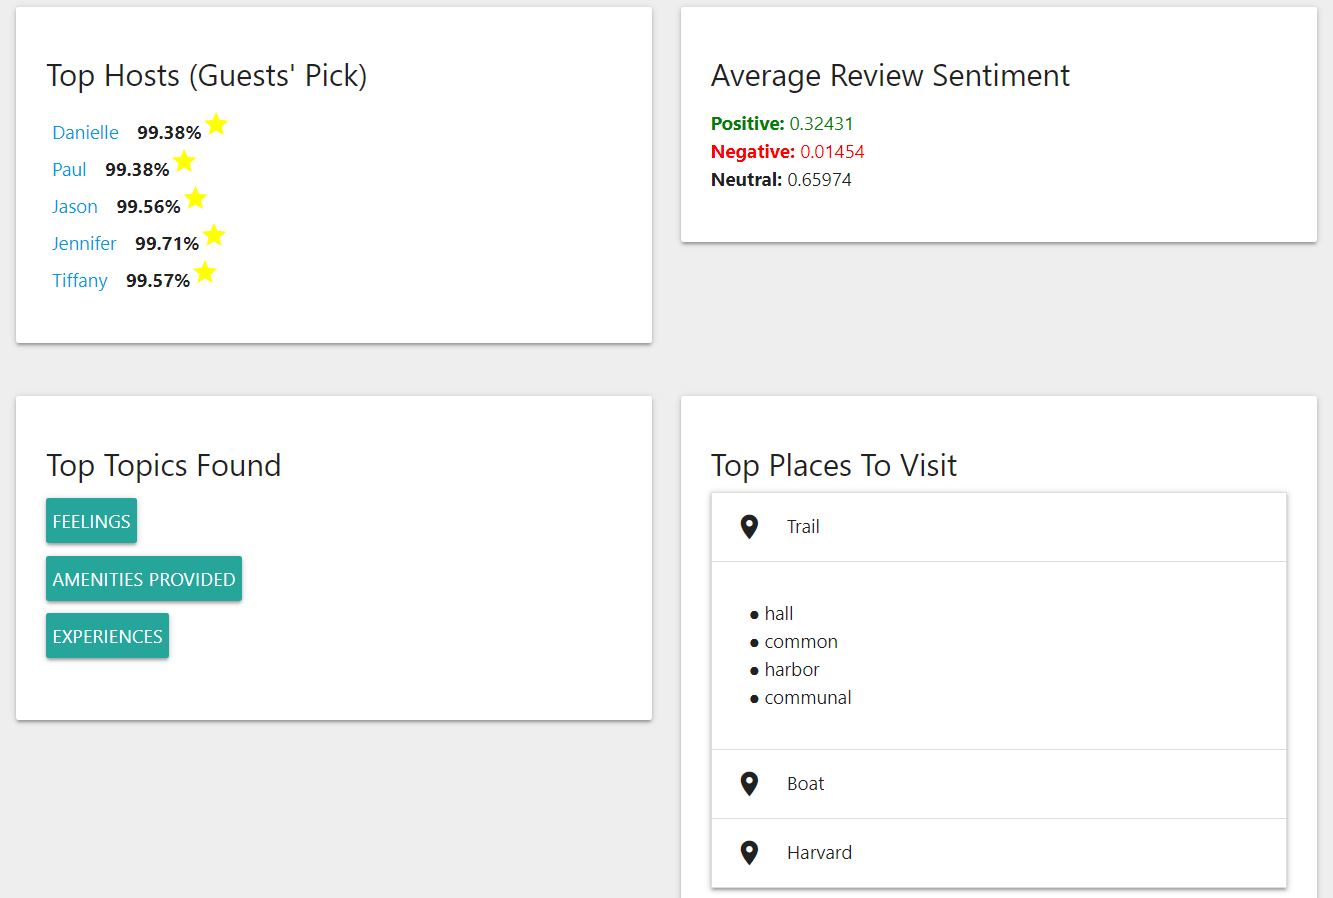 Top Hosts (Guests' Pick)
Danielle 99.38%
Paul 99.38%
Jason 99.56%
Jennifer 99.71%
Tiffany 99.57%
Average Review Sentiment
Positive: 0.32431
Negative: 0.01454
Neutral: 0.65974
Top Topics Found
FEELINGS
AMENITIES PROVIDED
EXPERIENCES
Top Places To Visit
Trail
● hall
● common
● harbor
● communal
Boat
Harvard